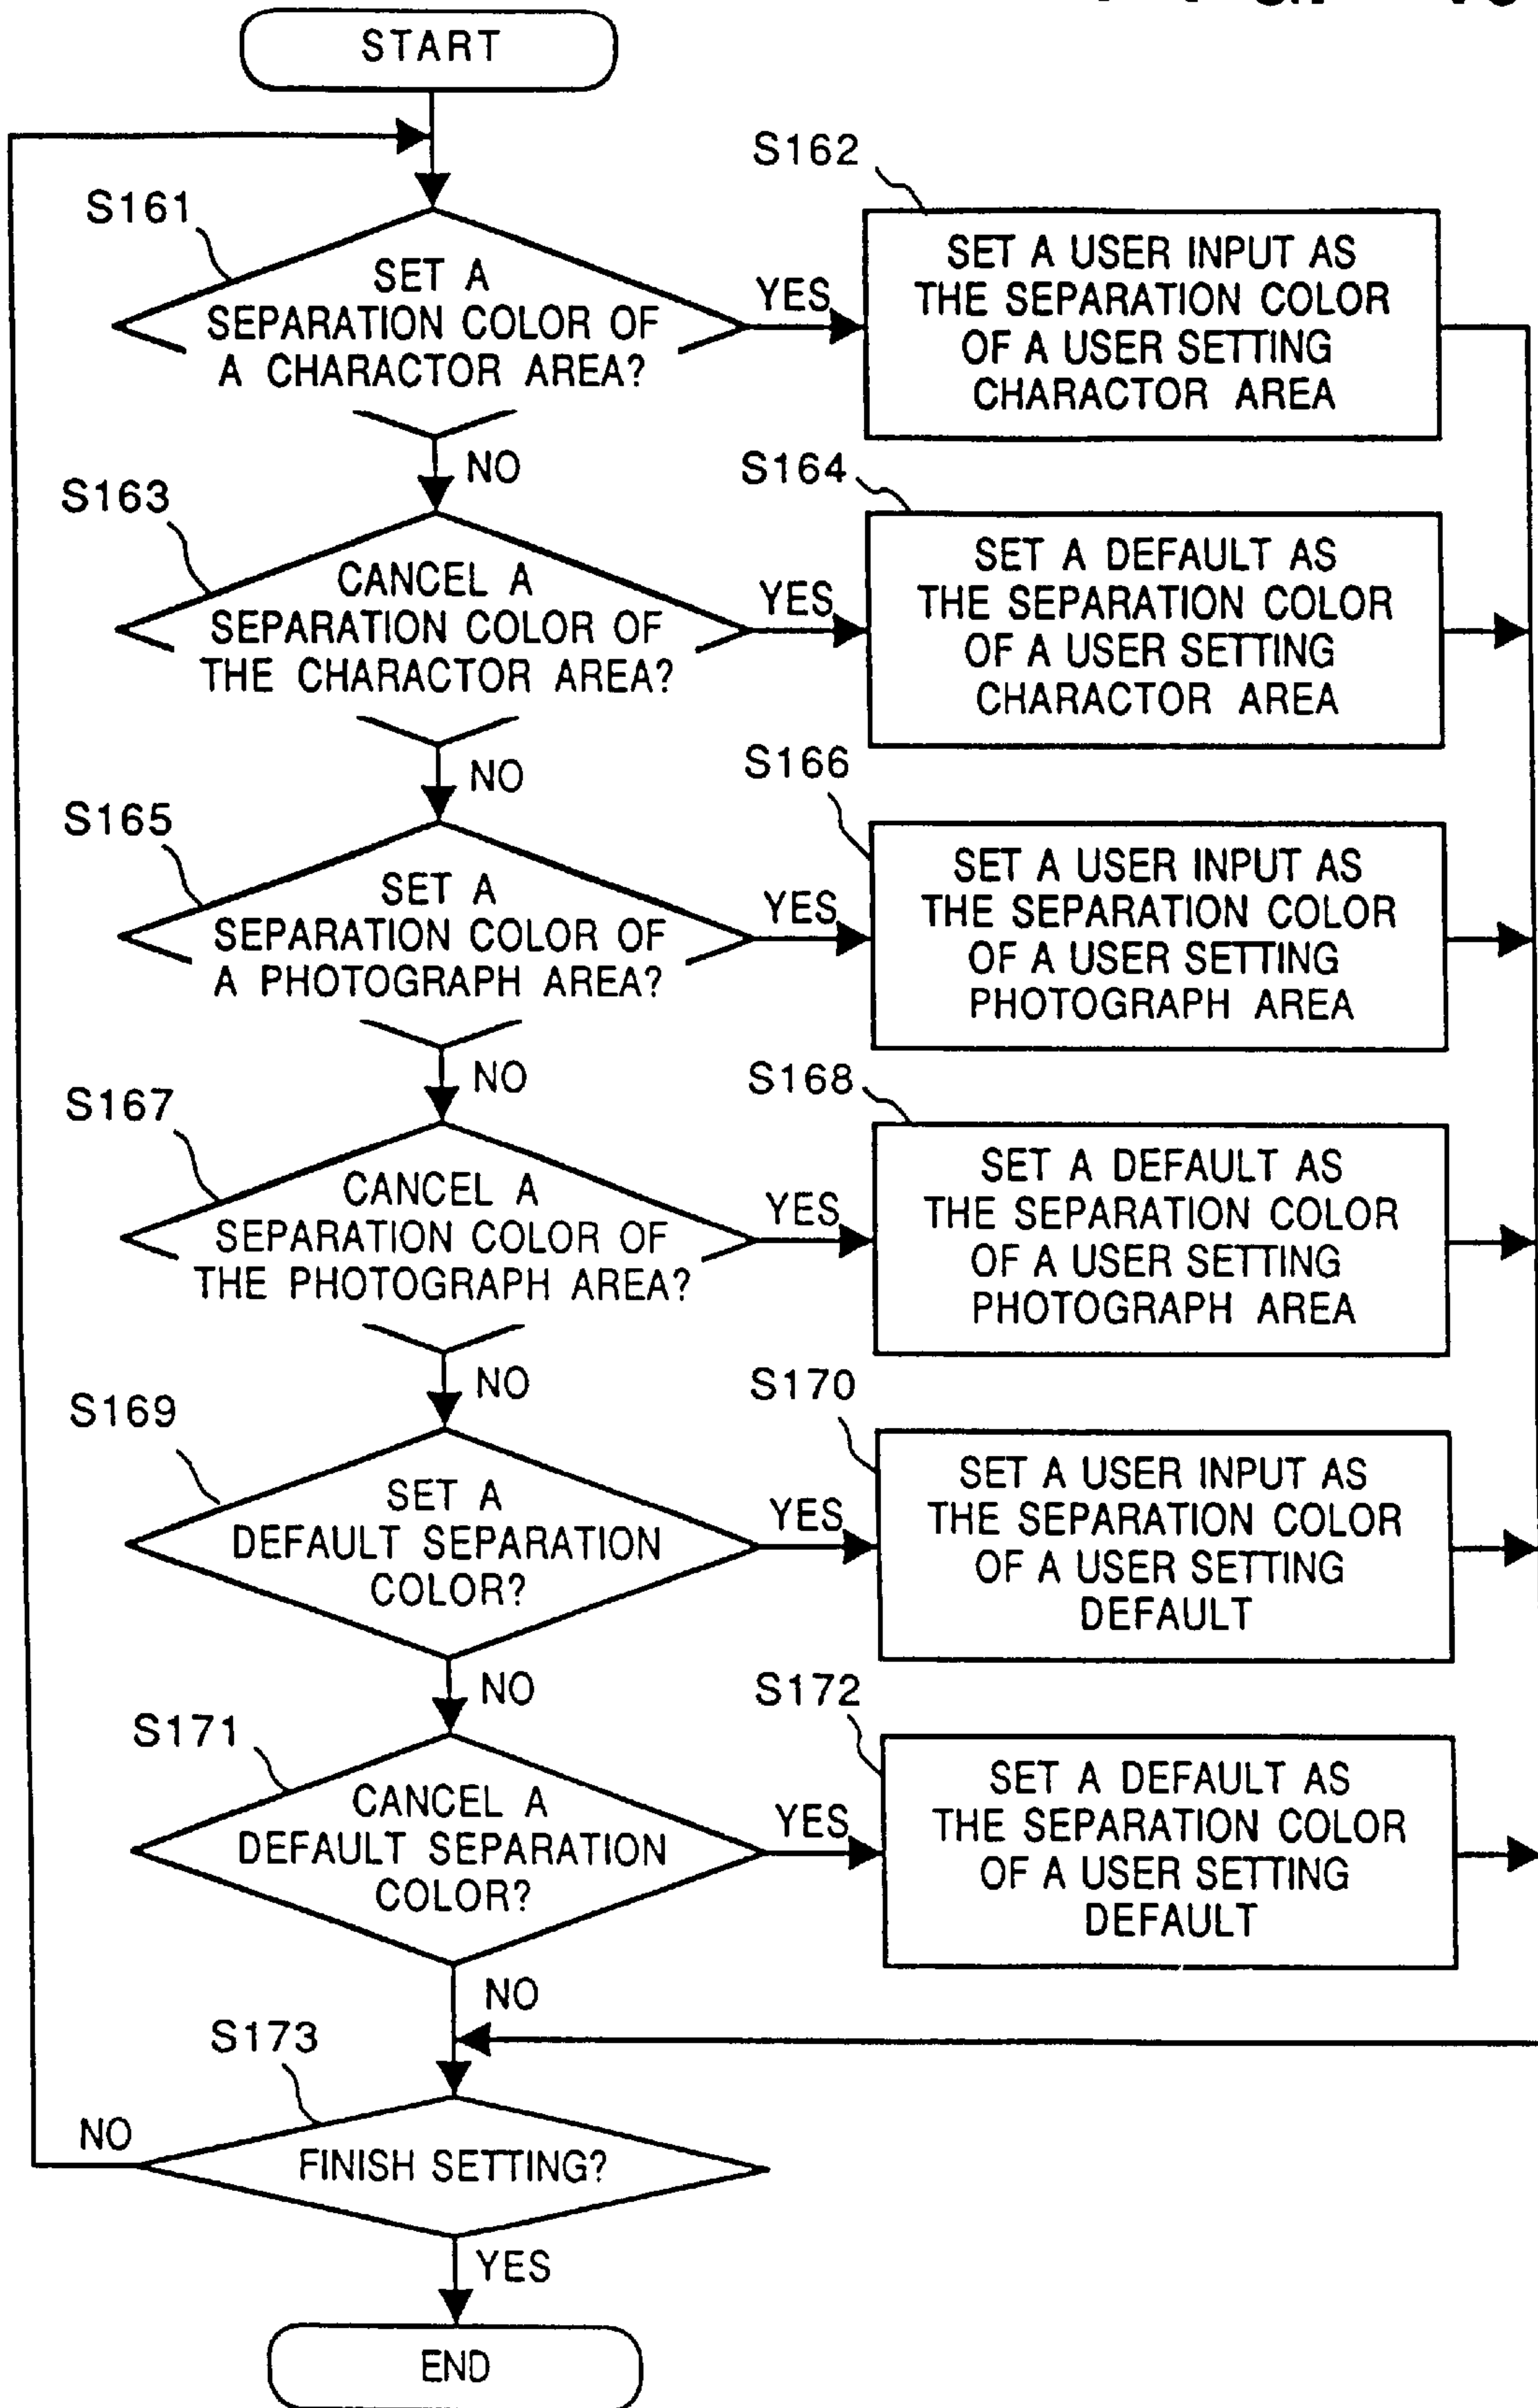 START
S161
SET A
SEPARATION COLOR OF
A CHARACTOR AREA?
YES
S162
SET A USER INPUT AS
THE SEPARATION COLOR
OF A USER SETTING
CHARACTOR AREA
NO
S163
CANCEL A
SEPARATION COLOR OF
THE CHARACTOR AREA?
YES
S164
SET A DEFAULT AS
THE SEPARATION COLOR
OF A USER SETTING
CHARACTOR AREA
NO
S165
SET A
SEPARATION COLOR OF
A PHOTOGRAPH AREA?
YES
S166
SET A USER INPUT AS
THE SEPARATION COLOR
OF A USER SETTING
PHOTOGRAPH AREA
NO
S167
CANCEL A
SEPARATION COLOR OF
THE PHOTOGRAPH AREA?
YES
S168
SET A DEFAULT AS
THE SEPARATION COLOR
OF A USER SETTING
PHOTOGRAPH AREA
NO
S169
SET A
DEFAULT SEPARATION
COLOR?
YES
S170
SET A USER INPUT AS
THE SEPARATION COLOR
OF A USER SETTING
DEFAULT
NO
S171
CANCEL A
DEFAULT SEPARATION
COLOR?
YES
S172
SET A DEFAULT AS
THE SEPARATION COLOR
OF A USER SETTING
DEFAULT
NO
S173
FINISH SETTING?
NO
YES
END